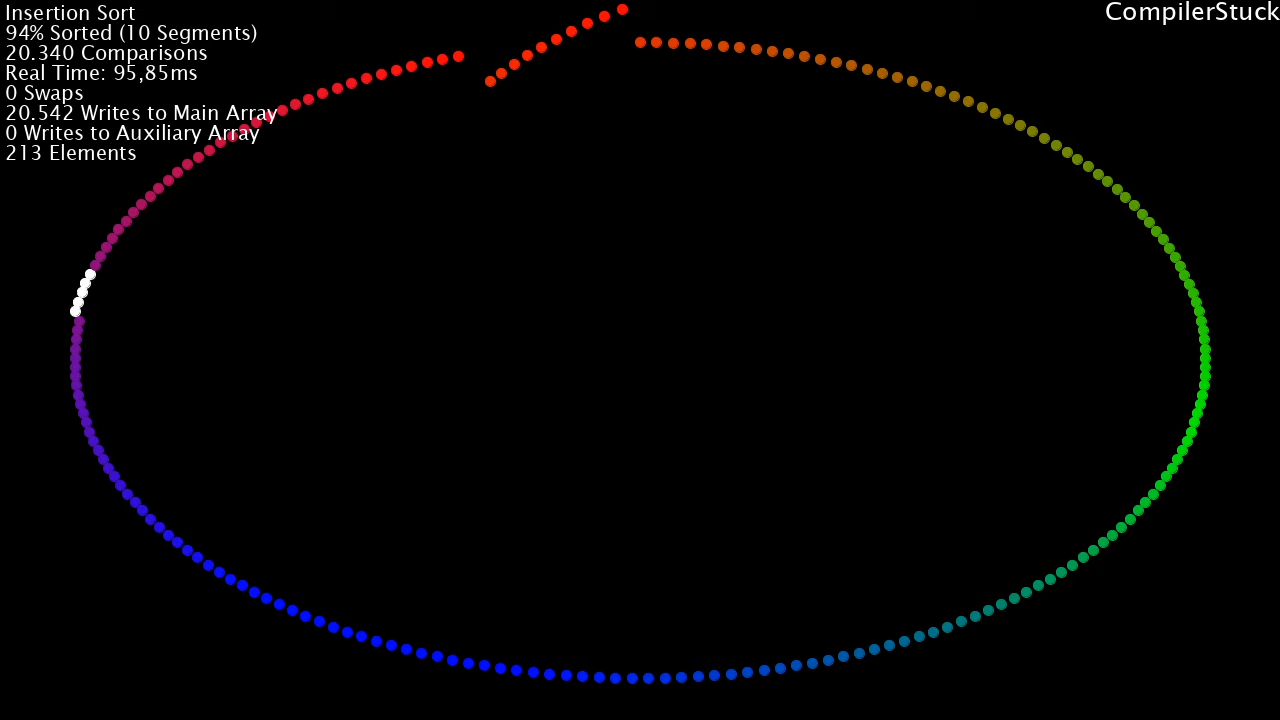 Insertion Sort
CompilerStuck
94% Sorted (10 Segments)
20.340 Comparisons
Real Time: 95,85ms
0 Swaps
20.542 Writes to Main Array
0 Writes to Auxiliary Array
213 Elements